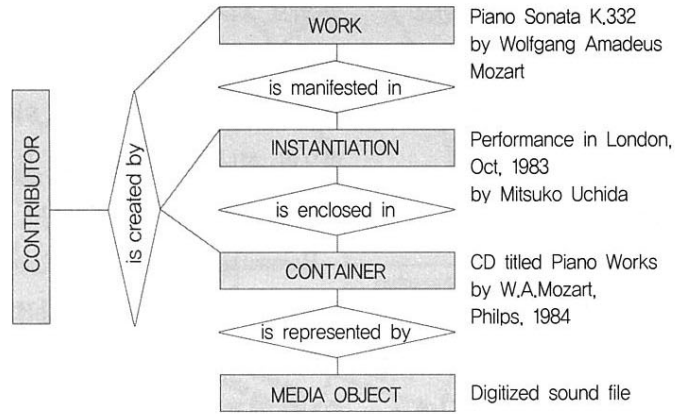 WORK
Piano Sonata K.332
by Wolfgang Amadeus
Mozart
is manifested in
CONTRIBUTOR
is created by
INSTANTIATION
Performance in London,
Oct, 1983
by Mitsuko Uchida
is enclosed in
CONTAINER
CD titled Piano Works
by W.A.Mozart,
Philps, 1984
is represented by
MEDIA OBJECT
Digitized sound file